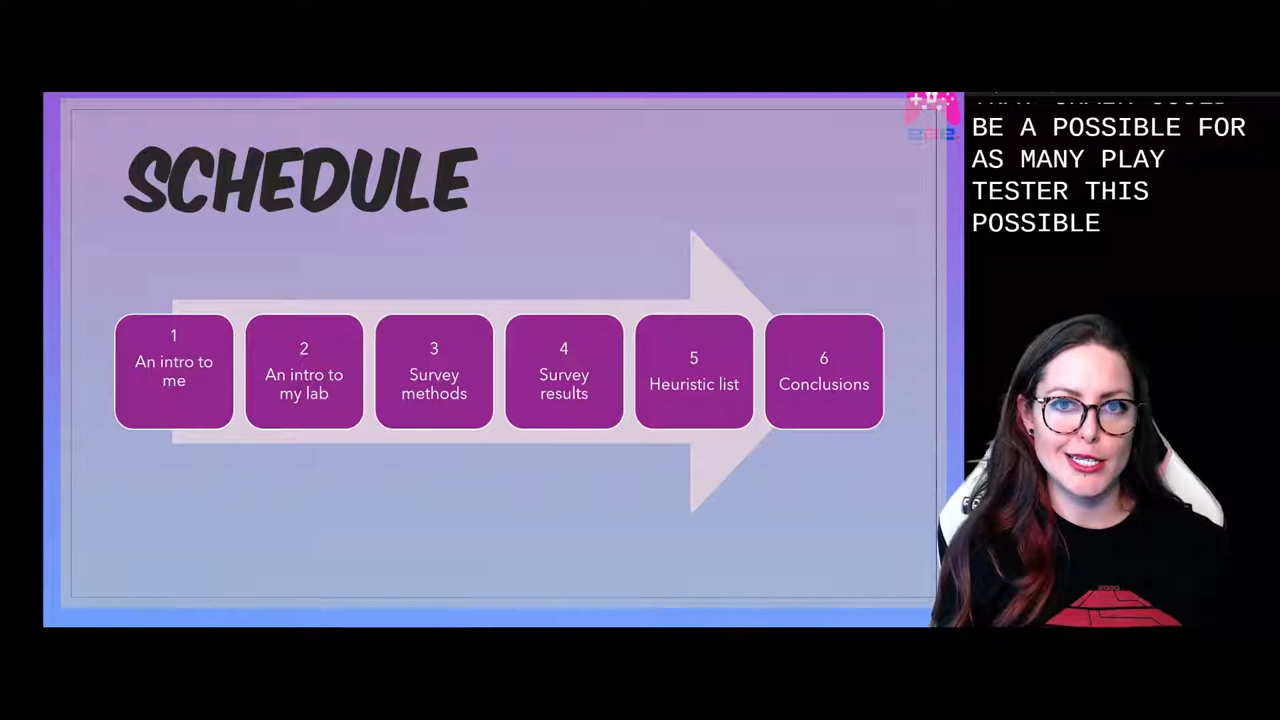 SCHEDULE
1
An intro to
me
2
An intro to
my lab
3
Survey
methods
4
Survey
results
5
Heuristic list
6
Conclusions
eae
BE A POSSIBLE FOR
AS MANY PLAY
TESTER THIS
POSSIBLE